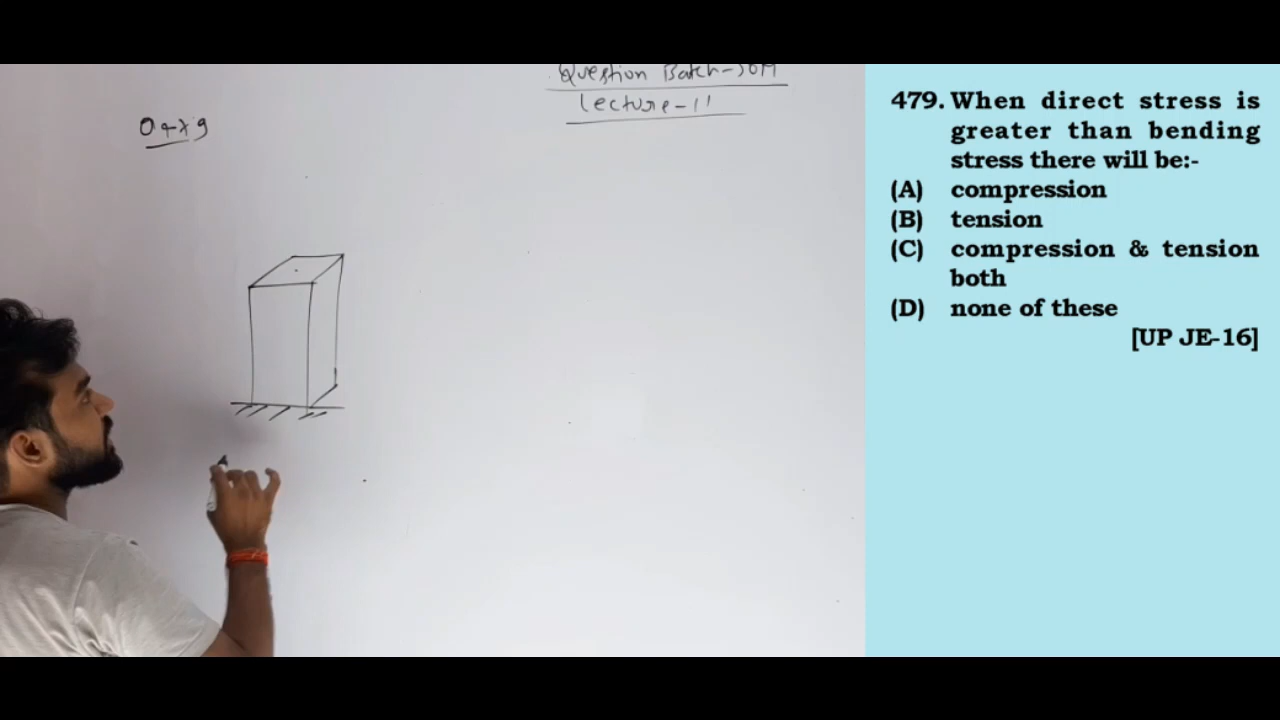 Question Batch-SOM
Lecture-11
479. When direct stress is
greater than bending
stress there will be:-
(A) compression
(B) tension
(C) compression & tension
both
(D) none of these
[UP JE-16]